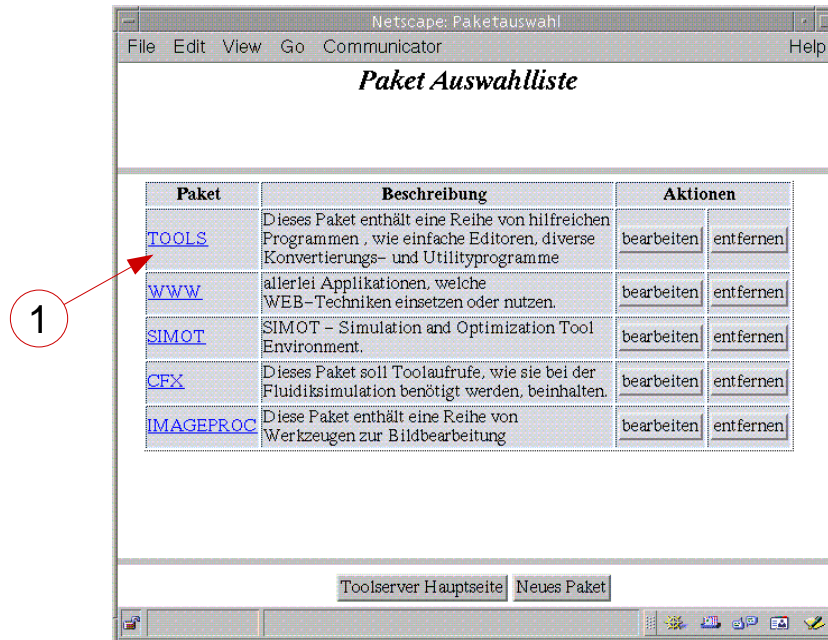 Netscape: Paketauswahl
File Edit View Go Communicator Help
Paket Auswahlliste
Paket Beschreibung Aktionen
TOOLS
Dieses Paket enthält eine Reihe von hilfreichen
Programmen , wie einfache Editoren, diverse
Konvertierungs– und Utilityprogramme
bearbeiten entfernen
1
WWW
allerlei Applikationen, welche
WEB–Techniken einsetzen oder nutzen.
bearbeiten entfernen
SIMOT
SIMOT – Simulation and Optimization Tool
Environment.
bearbeiten entfernen
CFX
Dieses Paket soll Toolaufrufe, wie sie bei der
Fluidiksimulation benötigt werden, beinhalten.
bearbeiten entfernen
IMAGEPROC
Diese Paket enthält eine Reihe von
Werkzeugen zur Bildbearbeitung
bearbeiten entfernen
Toolserver Hauptseite Neues Paket